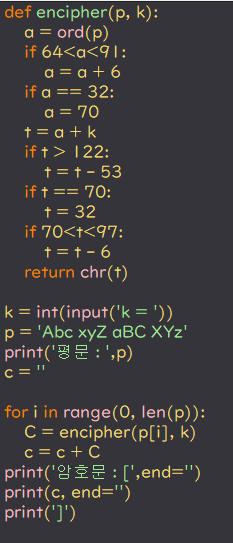 def encipher(p, k):
    a = ord(p)
    if 64<a<91:
        a = a + 6
    if a == 32:
        a = 70
    t = a + k
    if t > 122:
        t = t - 53
    if t == 70:
        t = 32
    if 70<t<97:
        t = t - 6
    return chr(t)

k = int(input('k = '))
p = 'Abc xyZ aBC XYz'
print('평문 : ',p)
c = ''

for i in range(0, len(p)):
    C = encipher(p[i], k)
    c = c + C
print('암호문 : [',end='')
print(c, end='')
print(']')